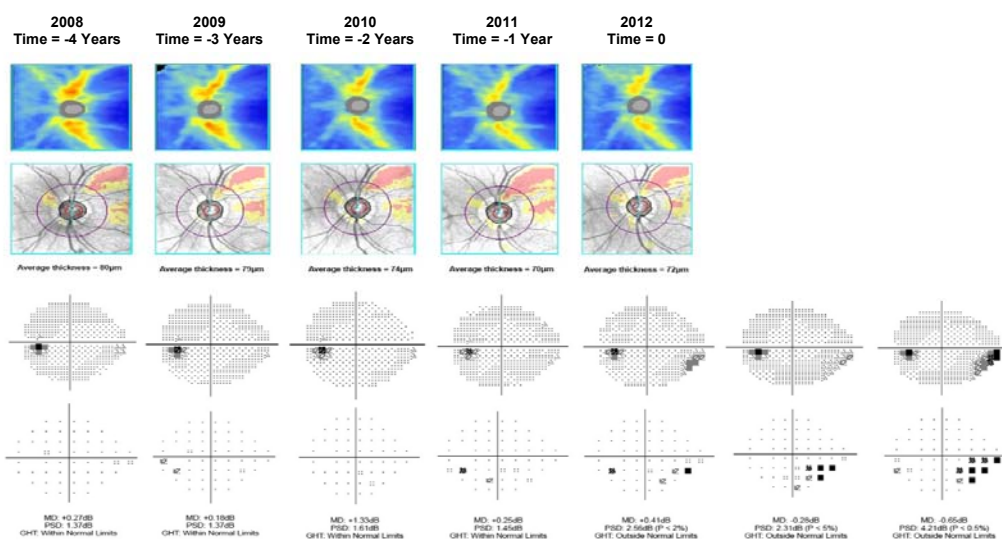 2008
Time = -4 Years
2009
Time = -3 Years
2010
Time = -2 Years
2011
Time = -1 Year
2012
Time = 0
Average thickness = 80µm
Average thickness = 79µm
Average thickness = 74µm
Average thickness = 70µm
Average thickness = 72µm
MD: +0.27dB
PSD: 1.37dB
GHT: Within Normal Limits
MD: +0.18dB
PSD: 1.37dB
GHT: Within Normal Limits
MD: +1.33dB
PSD: 1.61dB
GHT: Within Normal Limits
MD: +0.25dB
PSD: 1.45dB
GHT: Within Normal Limits
MD: +0.41dB
PSD: 2.56dB (P < 2%)
GHT: Outside Normal Limits
MD: -0.28dB
PSD: 2.31dB (P < 5%)
GHT: Outside Normal Limits
MD: -0.65dB
PSD: 4.21dB (P < 0.5%)
GHT: Outside Normal Limits